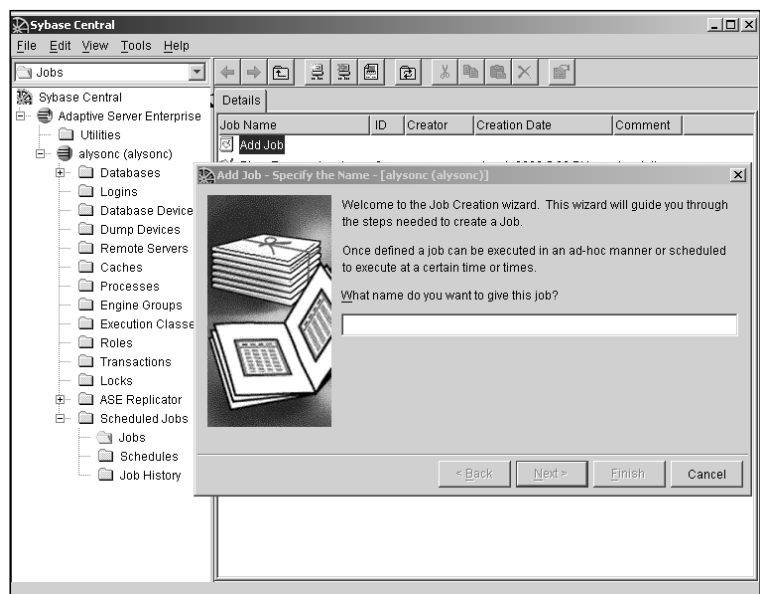 Sybase Central
File Edit View Tools Help
Jobs
Sybase Central
Adaptive Server Enterprise
Utilities
alysonc (alysonc)
Databases
Logins
Database Device
Dump Devices
Remote Servers
Caches
Processes
Engine Groups
Execution Classe
Roles
Transactions
Locks
ASE Replicator
Scheduled Jobs
Jobs
Schedules
Job History
Details
Job Name ID Creator Creation Date Comment
Add Job
Add Job - Specify the Name - [alysonc (alysonc)]
Welcome to the Job Creation wizard. This wizard will guide you through
the steps needed to create a Job.
Once defined a job can be executed in an ad-hoc manner or scheduled
to execute at a certain time or times.
What name do you want to give this job?
< Back Next > Finish Cancel